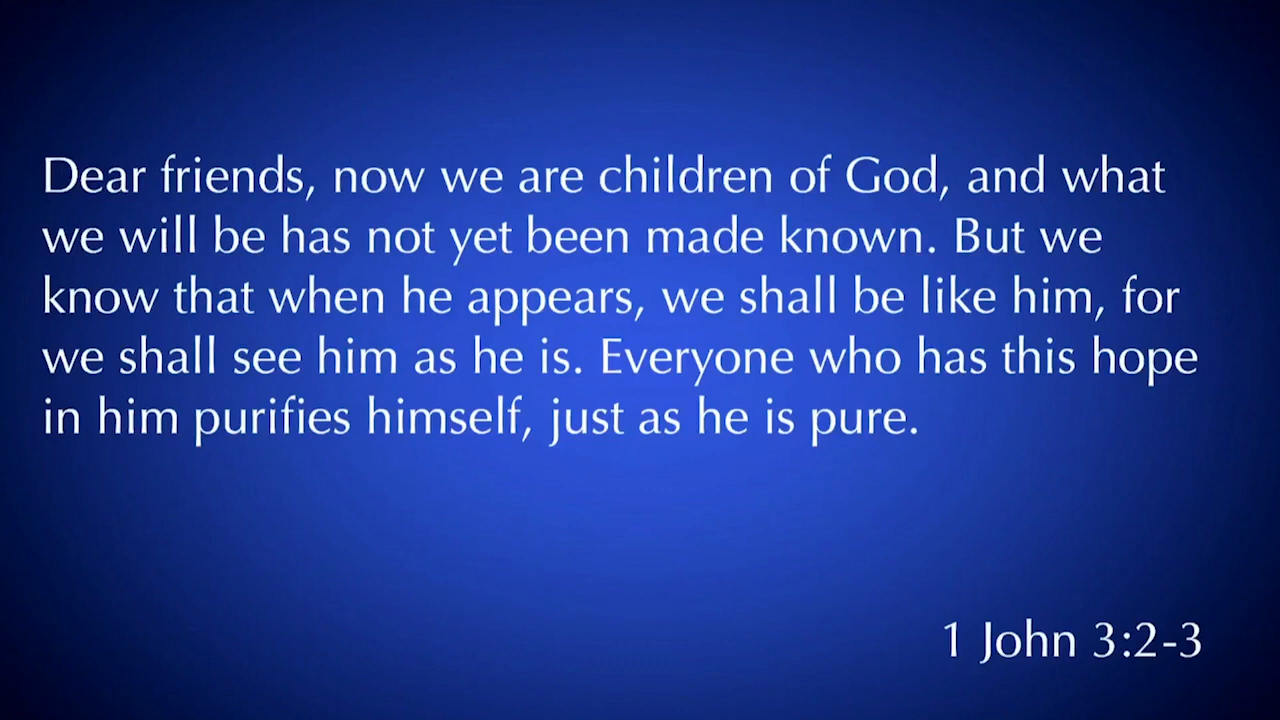 Dear friends, now we are children of God, and what
we will be has not yet been made known. But we
know that when he appears, we shall be like him, for
we shall see him as he is. Everyone who has this hope
in him purifies himself, just as he is pure.
1 John 3:2-3